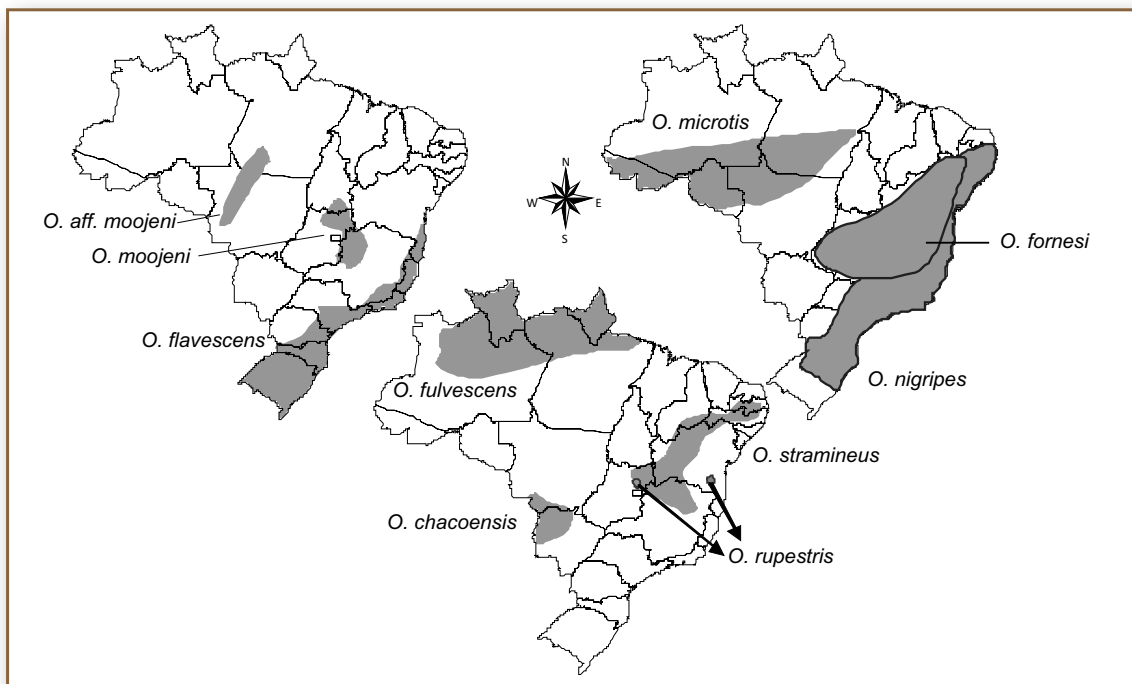 O. microtis
N
W E
S
O. aff. moojeni
O. moojeni
O. fornesi
O. flavescens
O. fulvescens
O. nigripes
O. stramineus
O. chacoensis
O. rupestris